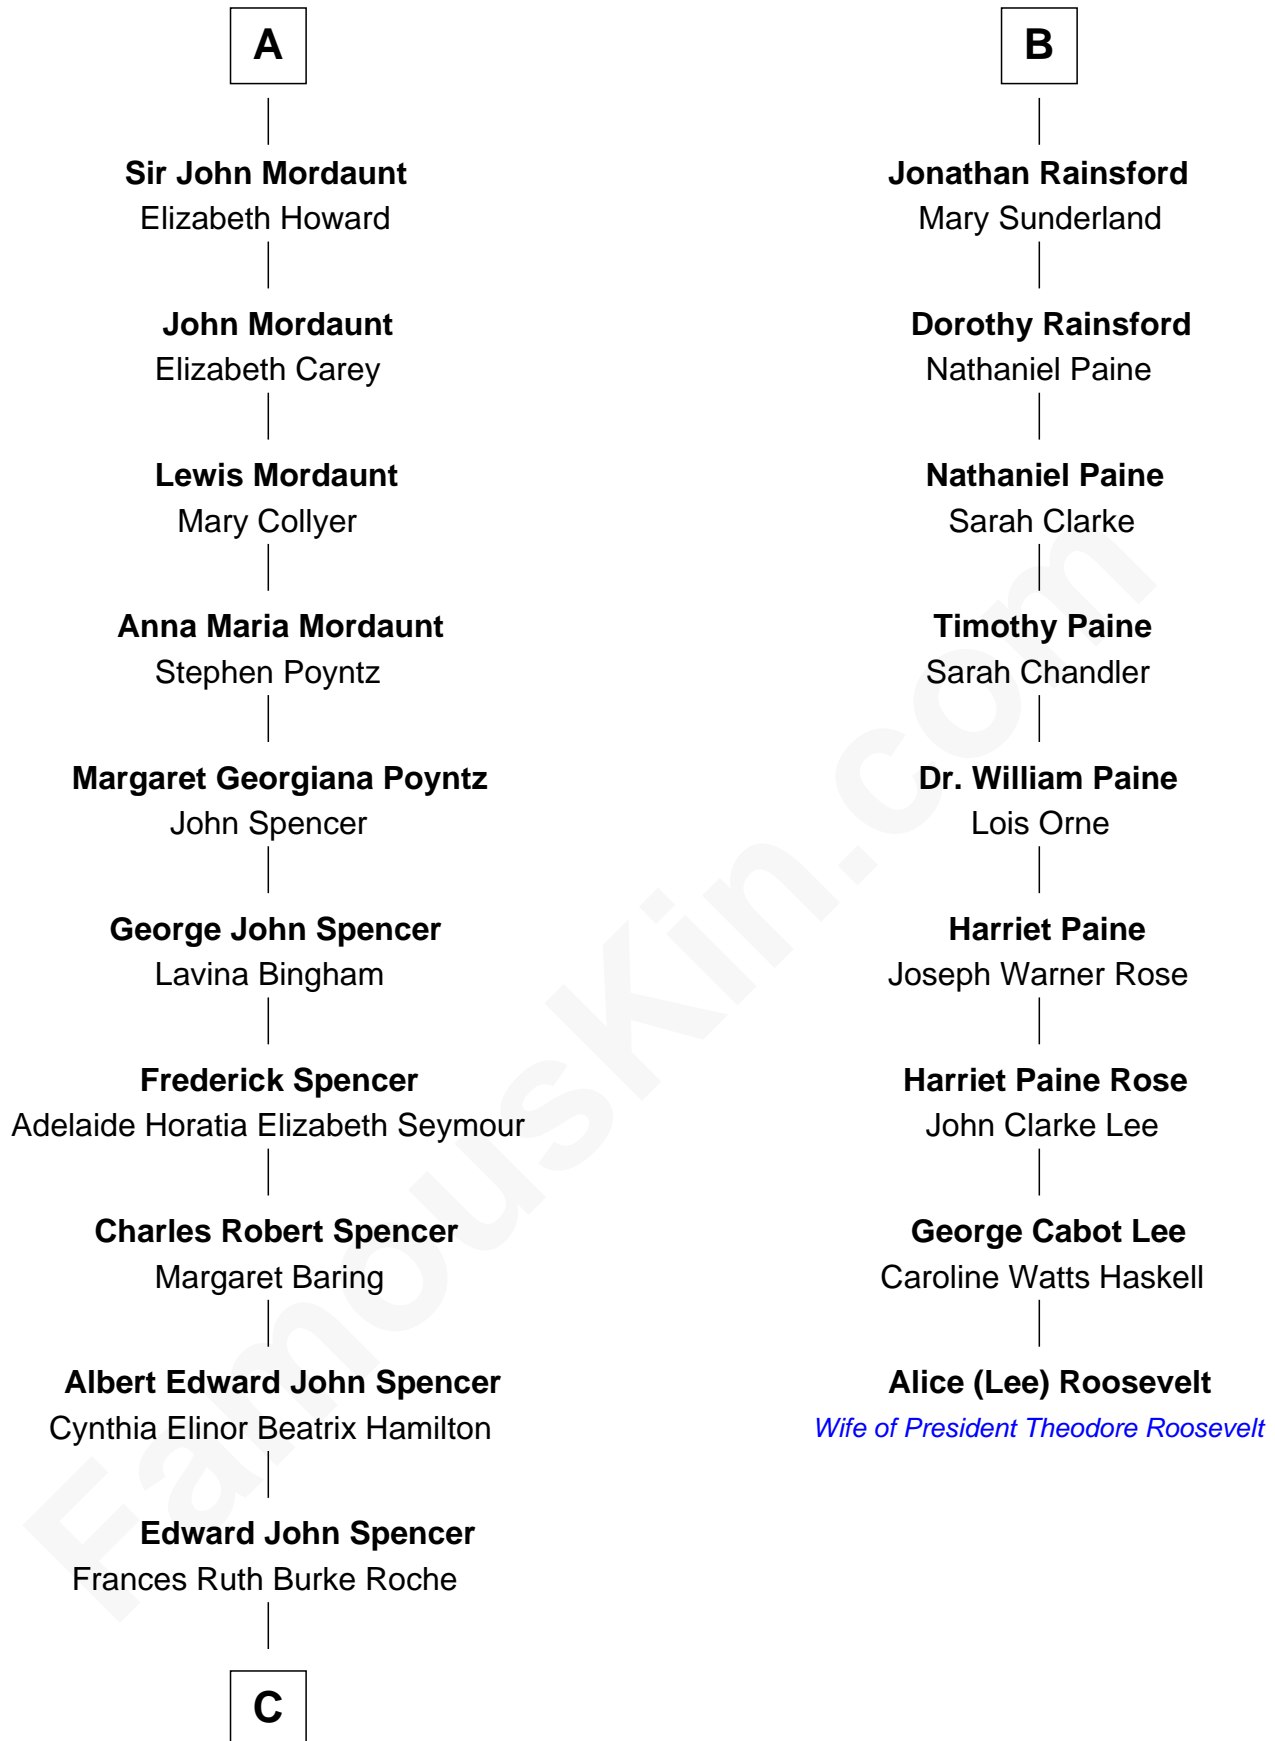 A
Sir John Mordaunt
Elizabeth Howard
John Mordaunt
Elizabeth Carey
Lewis Mordaunt
Mary Collyer
Anna Maria Mordaunt
Stephen Poyntz
Margaret Georgiana Poyntz
John Spencer
George John Spencer
Lavina Bingham
Frederick Spencer
Adelaide Horatia Elizabeth Seymour
Charles Robert Spencer
Margaret Baring
Albert Edward John Spencer
Cynthia Elinor Beatrix Hamilton
Edward John Spencer
Frances Ruth Burke Roche
C
B
Jonathan Rainsford
Mary Sunderland
Dorothy Rainsford
Nathaniel Paine
Nathaniel Paine
Sarah Clarke
Timothy Paine
Sarah Chandler
Dr. William Paine
Lois Orne
Harriet Paine
Joseph Warner Rose
Harriet Paine Rose
John Clarke Lee
George Cabot Lee
Caroline Watts Haskell
Alice (Lee) Roosevelt
Wife of President Theodore Roosevelt
FamousKin.com